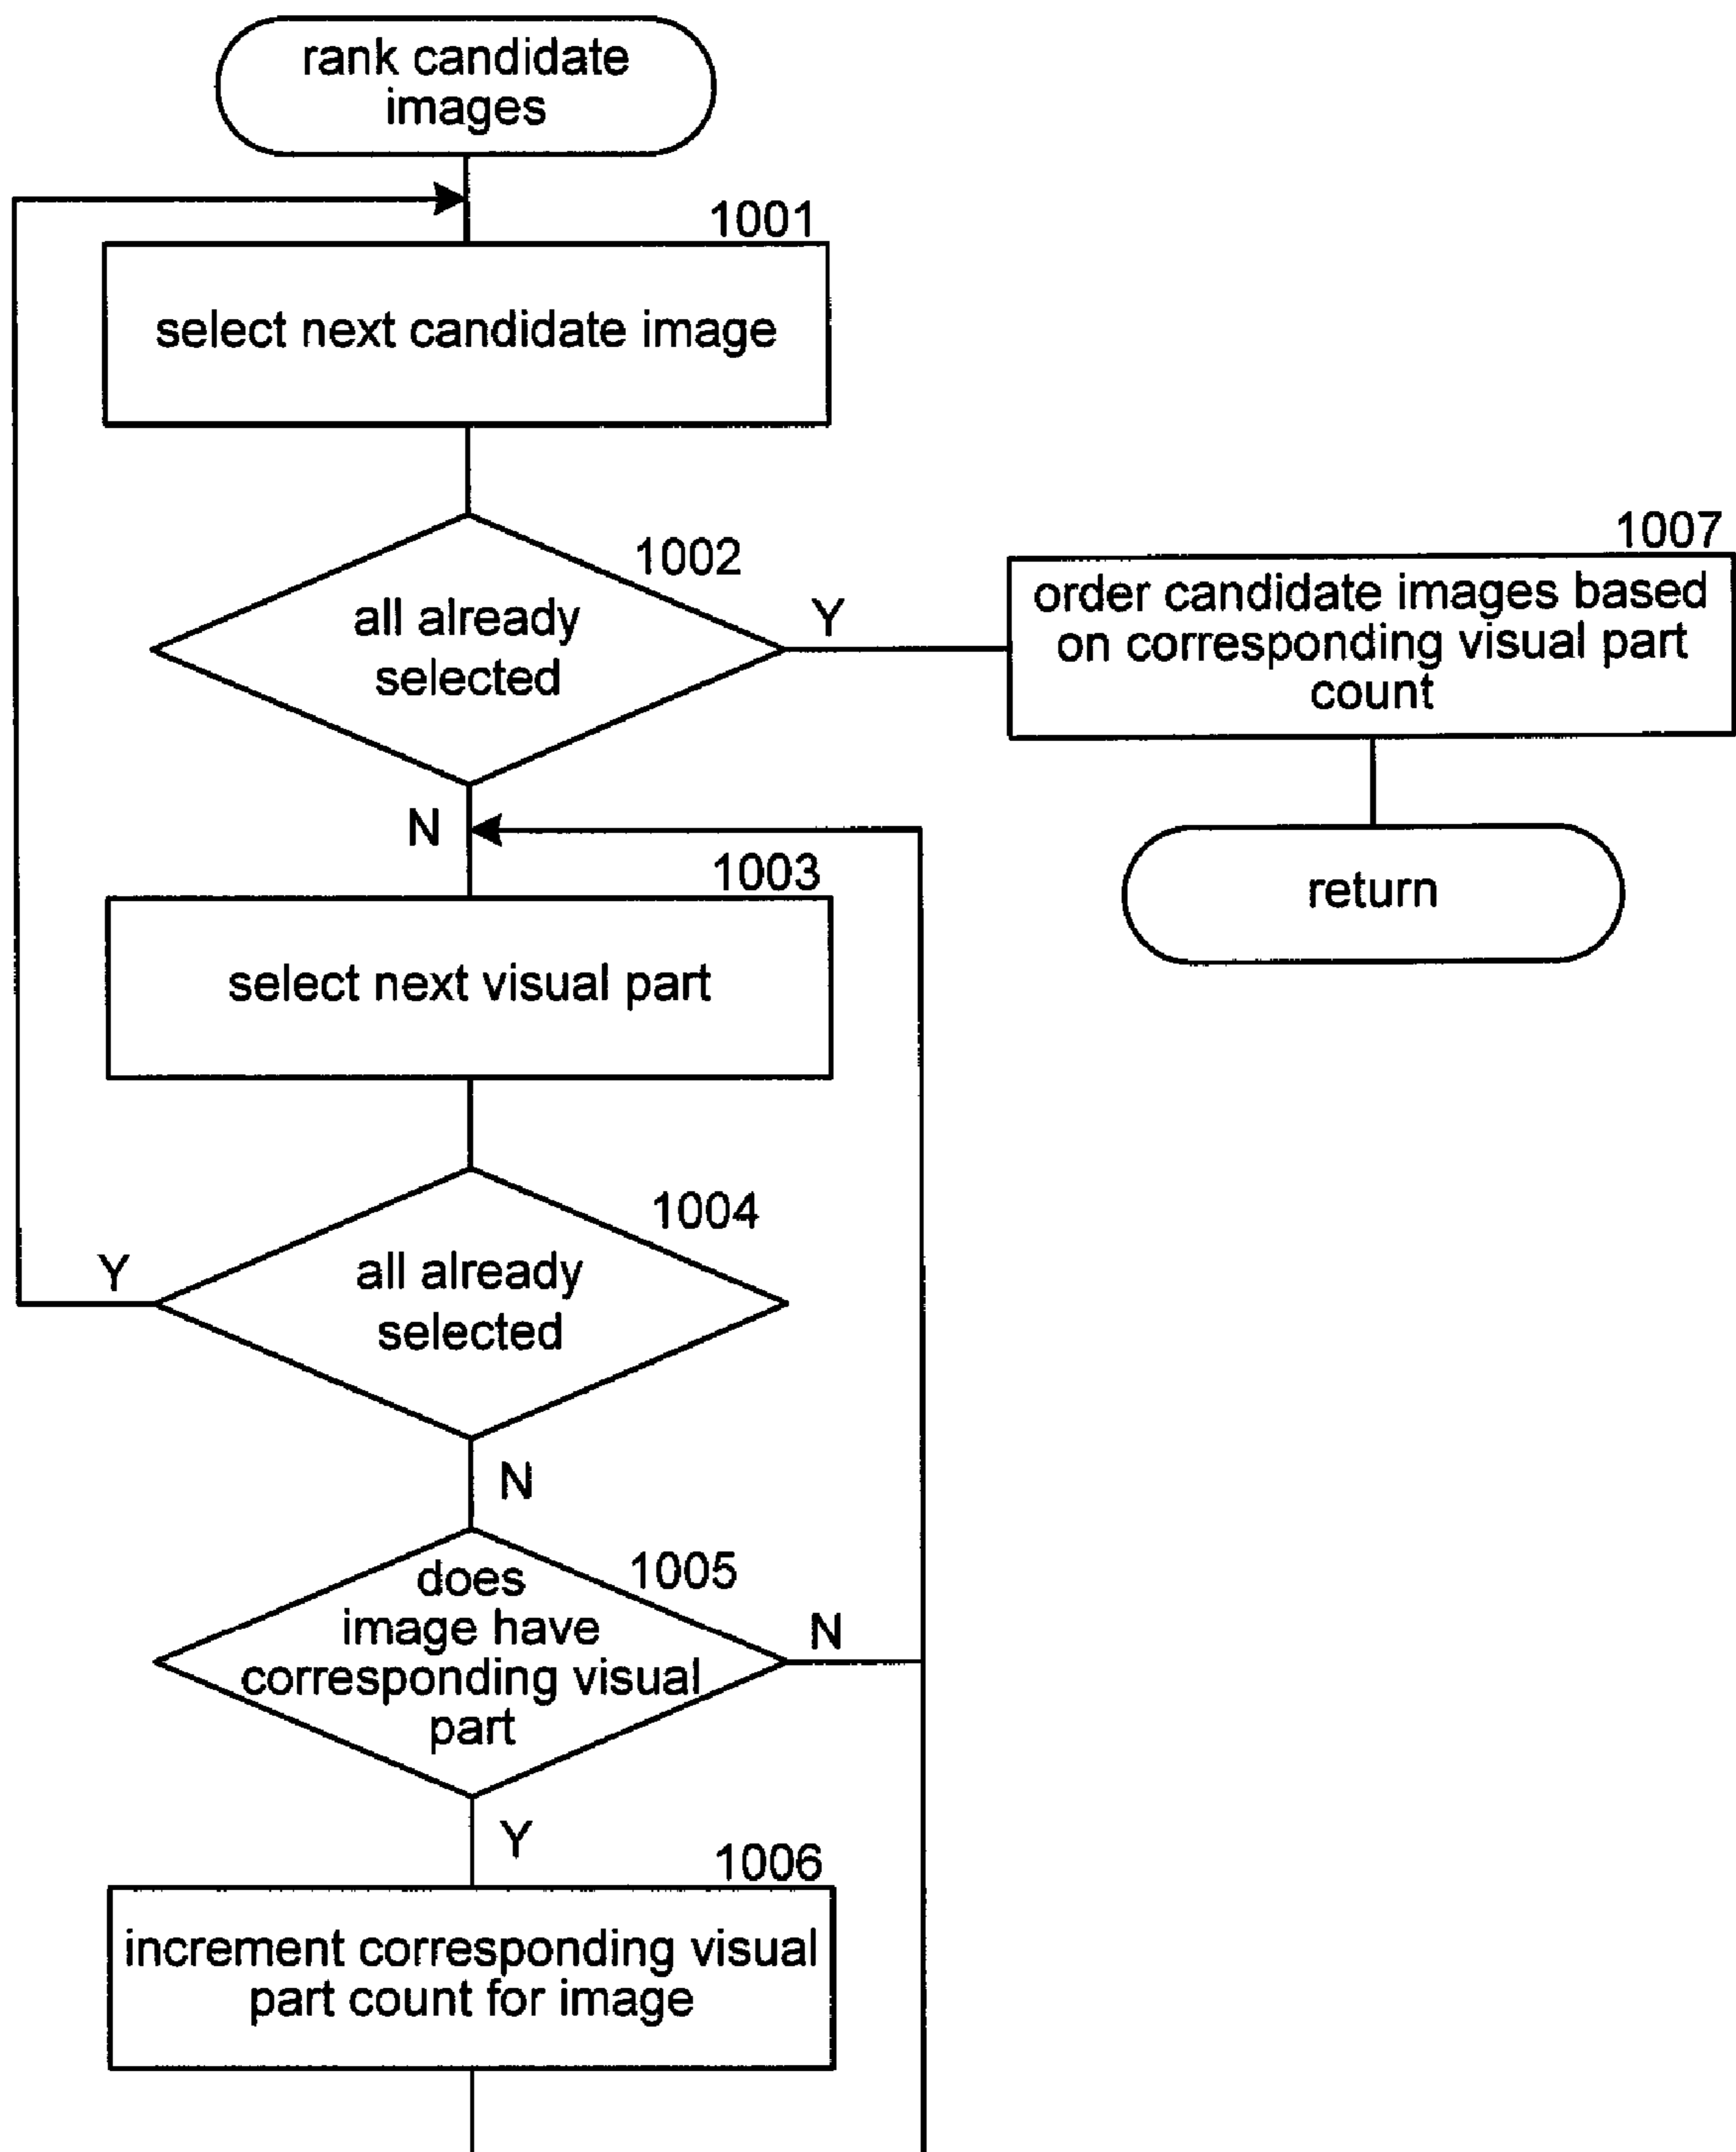 rank candidate
images
1001
select next candidate image
1002
all already
selected
Y
N
1007
order candidate images based
on corresponding visual part
count
return
1003
select next visual part
1004
all already
selected
Y
N
1005
does
image have
corresponding visual
part
N
Y
1006
increment corresponding visual
part count for image